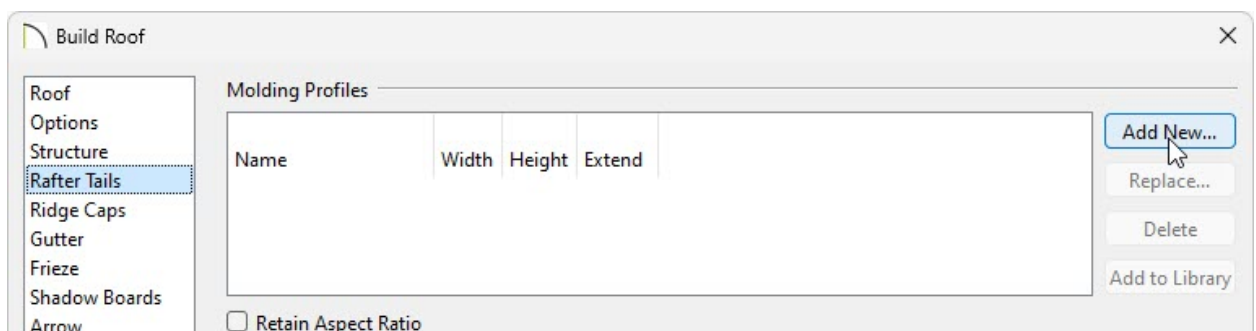 Build Roof
Roof
Options
Structure
Rafter Tails
Ridge Caps
Gutter
Frieze
Shadow Boards
Arrow
Molding Profiles
Name Width Height Extend
Add New...
Replace...
Delete
Add to Library
Retain Aspect Ratio